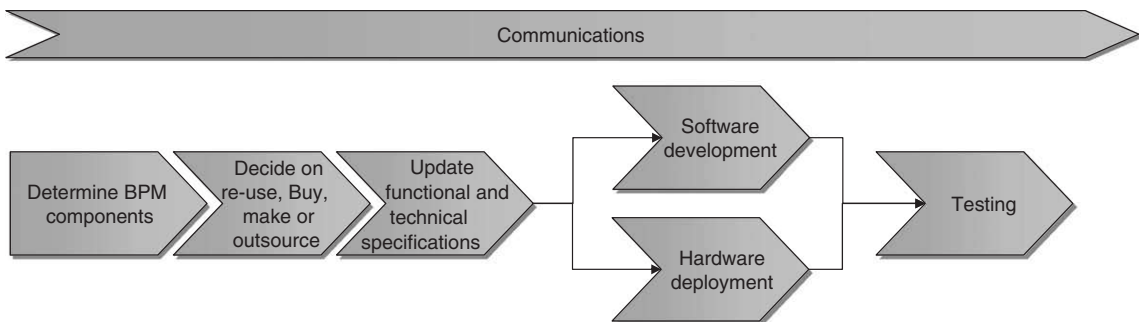 Communications
Determine BPM
components
Decide on
re-use, Buy,
make or
outsource
Update
functional and
technical
specifications
Software
development
Hardware
deployment
Testing